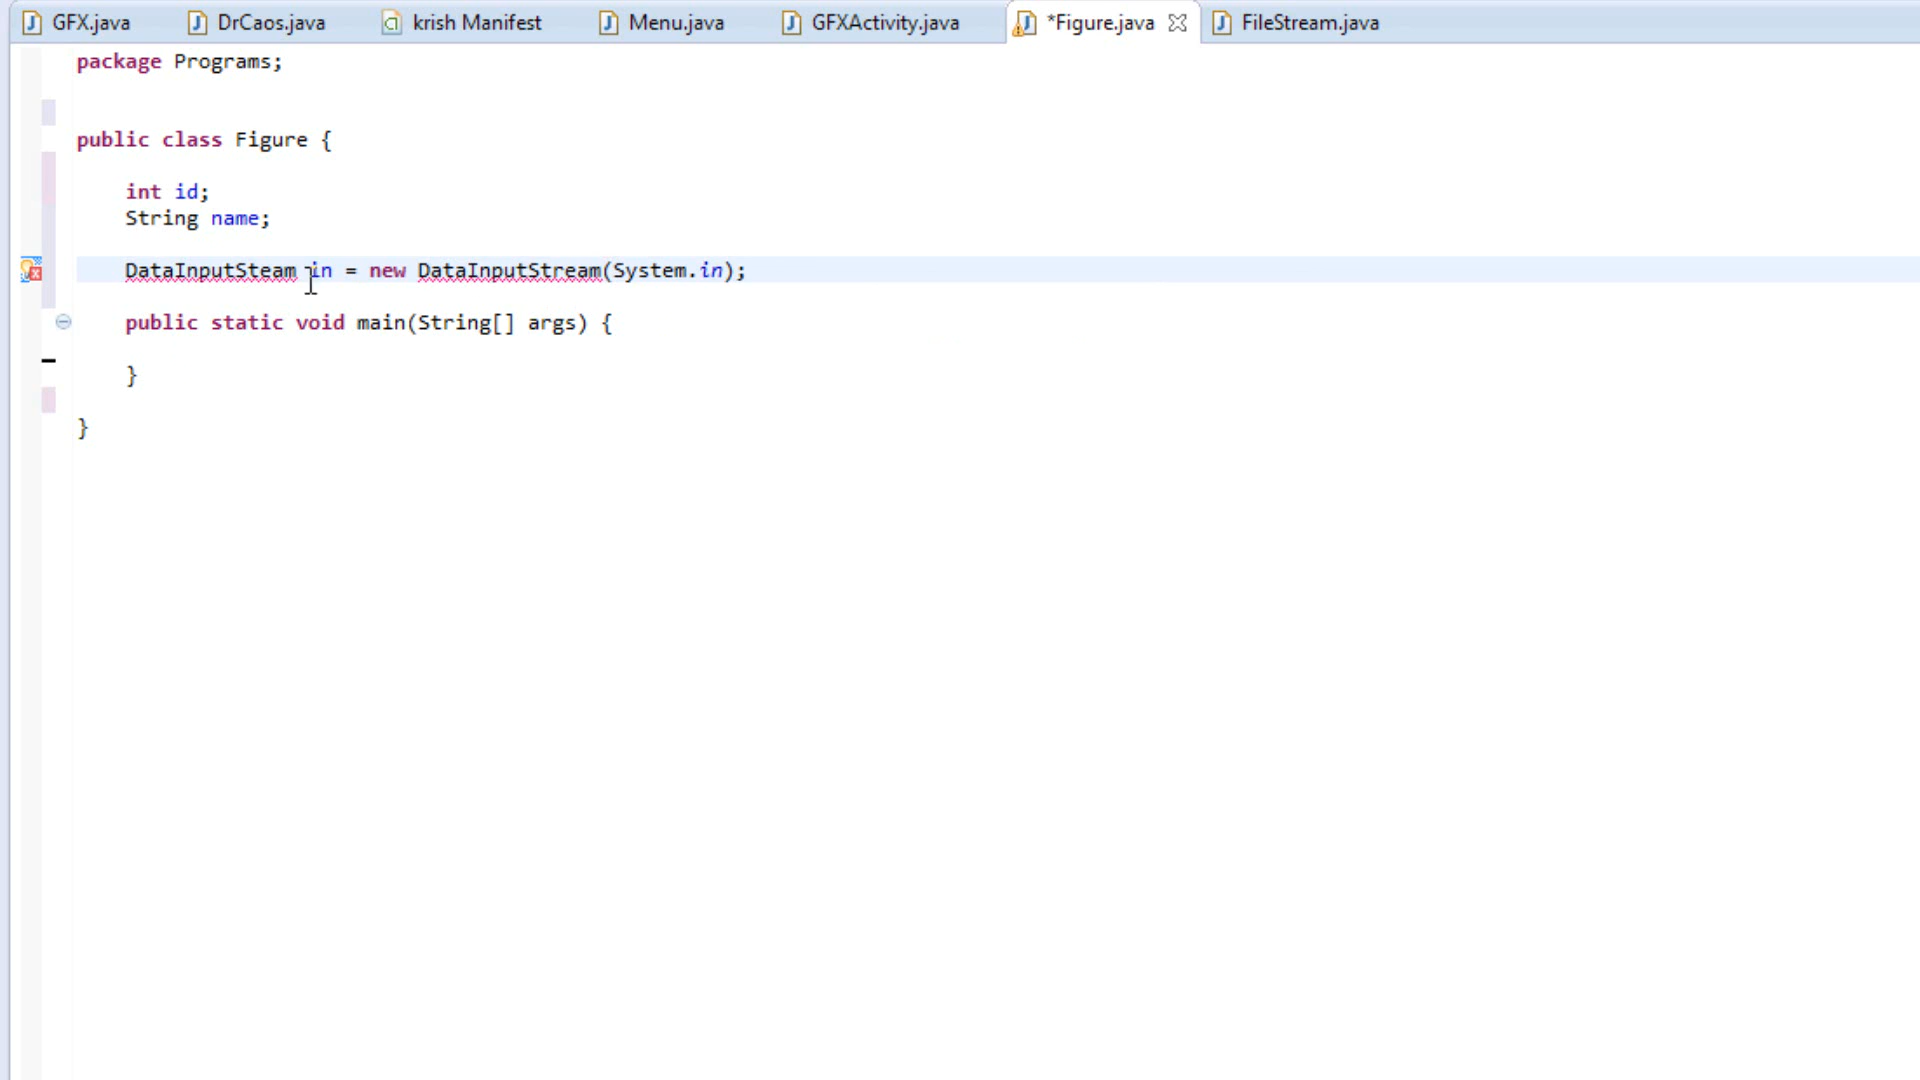 GFX.java DrCaos.java krish Manifest Menu.java GFXActivity.java *Figure.java FileStream.java
package Programs;
public class Figure {
int id;
String name;
DataInputSteam in = new DataInputStream(System.in);
public static void main(String[] args) {
}
}